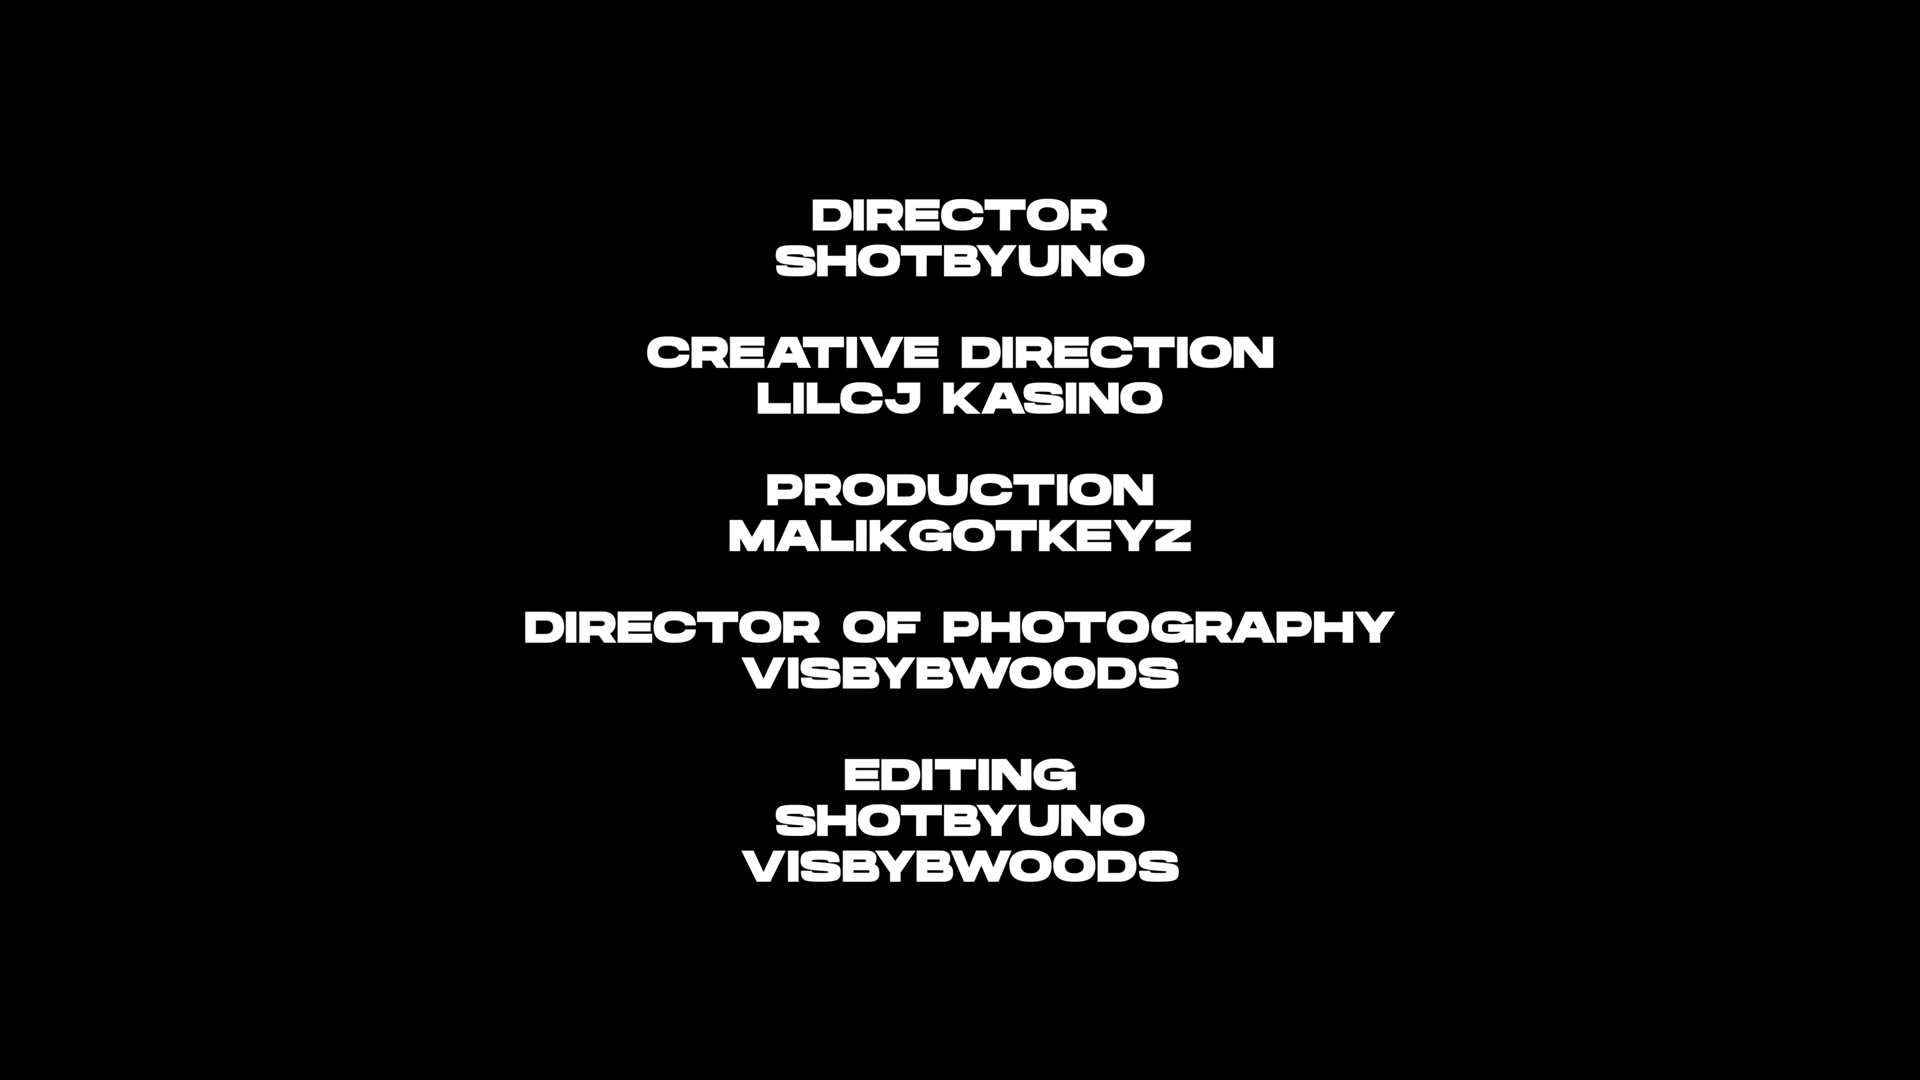 DIRECTOR
SHOTBYUNO
CREATIVE DIRECTION
LILCJ KASINO
PRODUCTION
MALIKGOTKEYZ
DIRECTOR OF PHOTOGRAPHY
VISBYBWOODS
EDITING
SHOTBYUNO
VISBYBWOODS